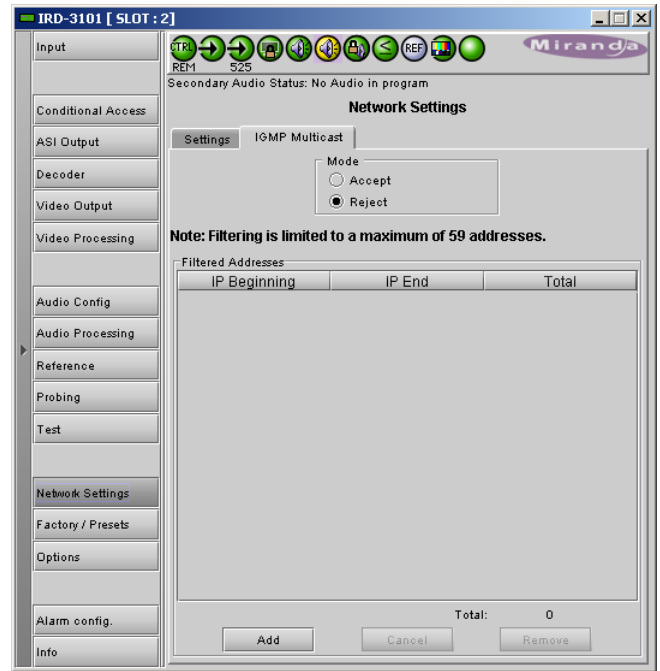 IRD-3101 [ SLOT : 2]
Input
Conditional Access
ASI Output
Decoder
Video Output
Video Processing
Audio Config
Audio Processing
Reference
Probing
Test
Network Settings
Factory / Presets
Options
Alarm config.
Info
CTRL
REF
Miranda
REM 525
Secondary Audio Status: No Audio in program
Network Settings
Settings IGMP Multicast
Mode
Accept
Reject
Note: Filtering is limited to a maximum of 59 addresses.
Filtered Addresses
IP Beginning IP End Total
Total: 0
Add Cancel Remove